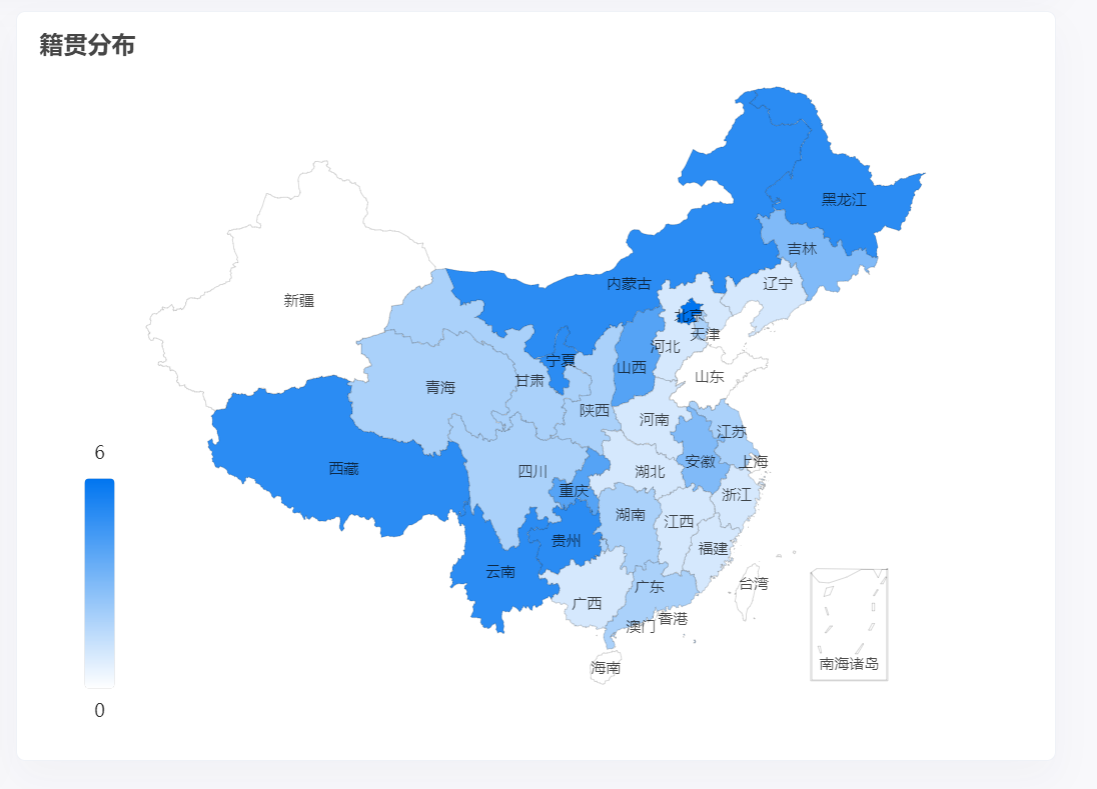 籍贯分布
黑龙江
吉林
内蒙古
辽宁
新疆
北京
天津
河北
宁夏
山西
山东
甘肃
青海
陕西
河南
江苏
6
安徽
上海
西藏
四川
湖北
重庆
浙江
湖南
江西
贵州
福建
云南
台湾
广东
广西
香港
澳门
南海诸岛
海南
0